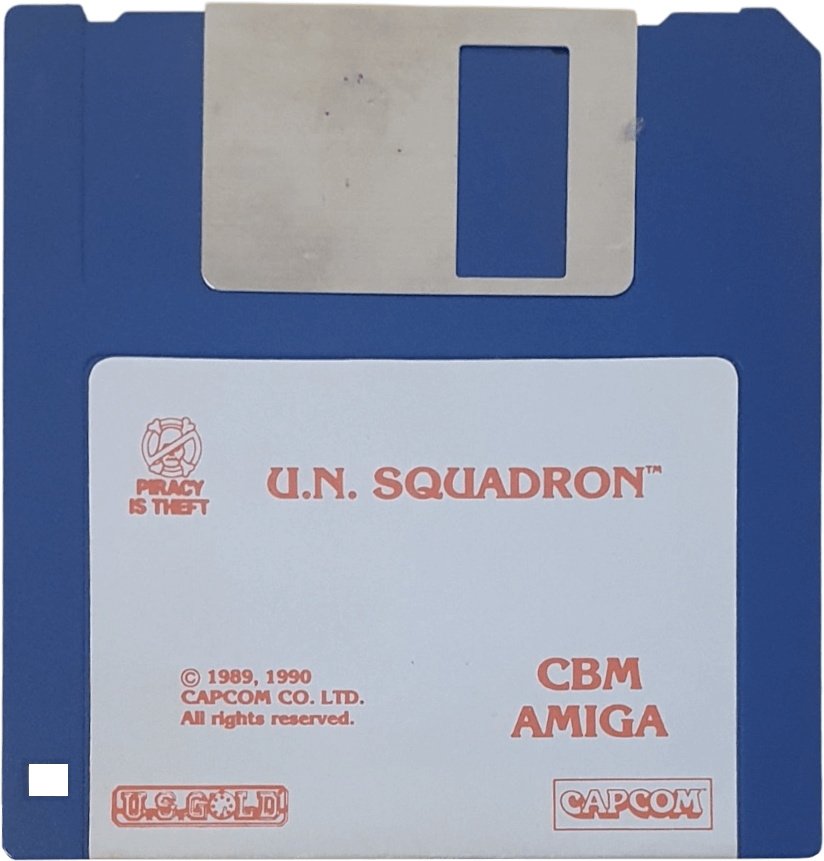 PIRACY
IS THEFT
U.N. SQUADRON™
© 1989, 1990
CAPCOM CO. LTD.
All rights reserved.
CBM
AMIGA
U.S. GOLD
CAPCOM